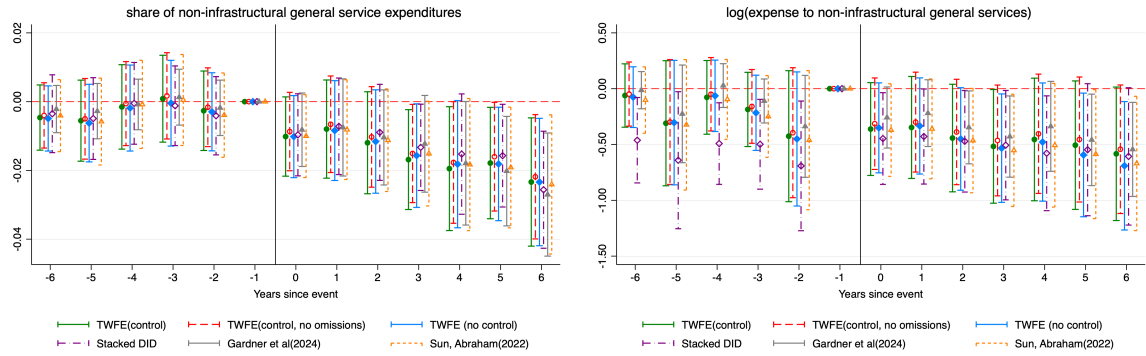 share of non-infrastructural general service expenditures
0.02
0.00
-0.02
-0.04
-6 -5 -4 -3 -2 -1 0 1 2 3 4 5 6
Years since event
TWFE(control) TWFE(control, no omissions) TWFE (no control)
Stacked DID Gardner et al(2024) Sun, Abraham(2022)
log(expense to non-infrastructural general services)
0.50
0.00
-0.50
-1.00
-1.50
-6 -5 -4 -3 -2 -1 0 1 2 3 4 5 6
Years since event
TWFE(control) TWFE(control, no omissions) TWFE (no control)
Stacked DID Gardner et al(2024) Sun, Abraham(2022)